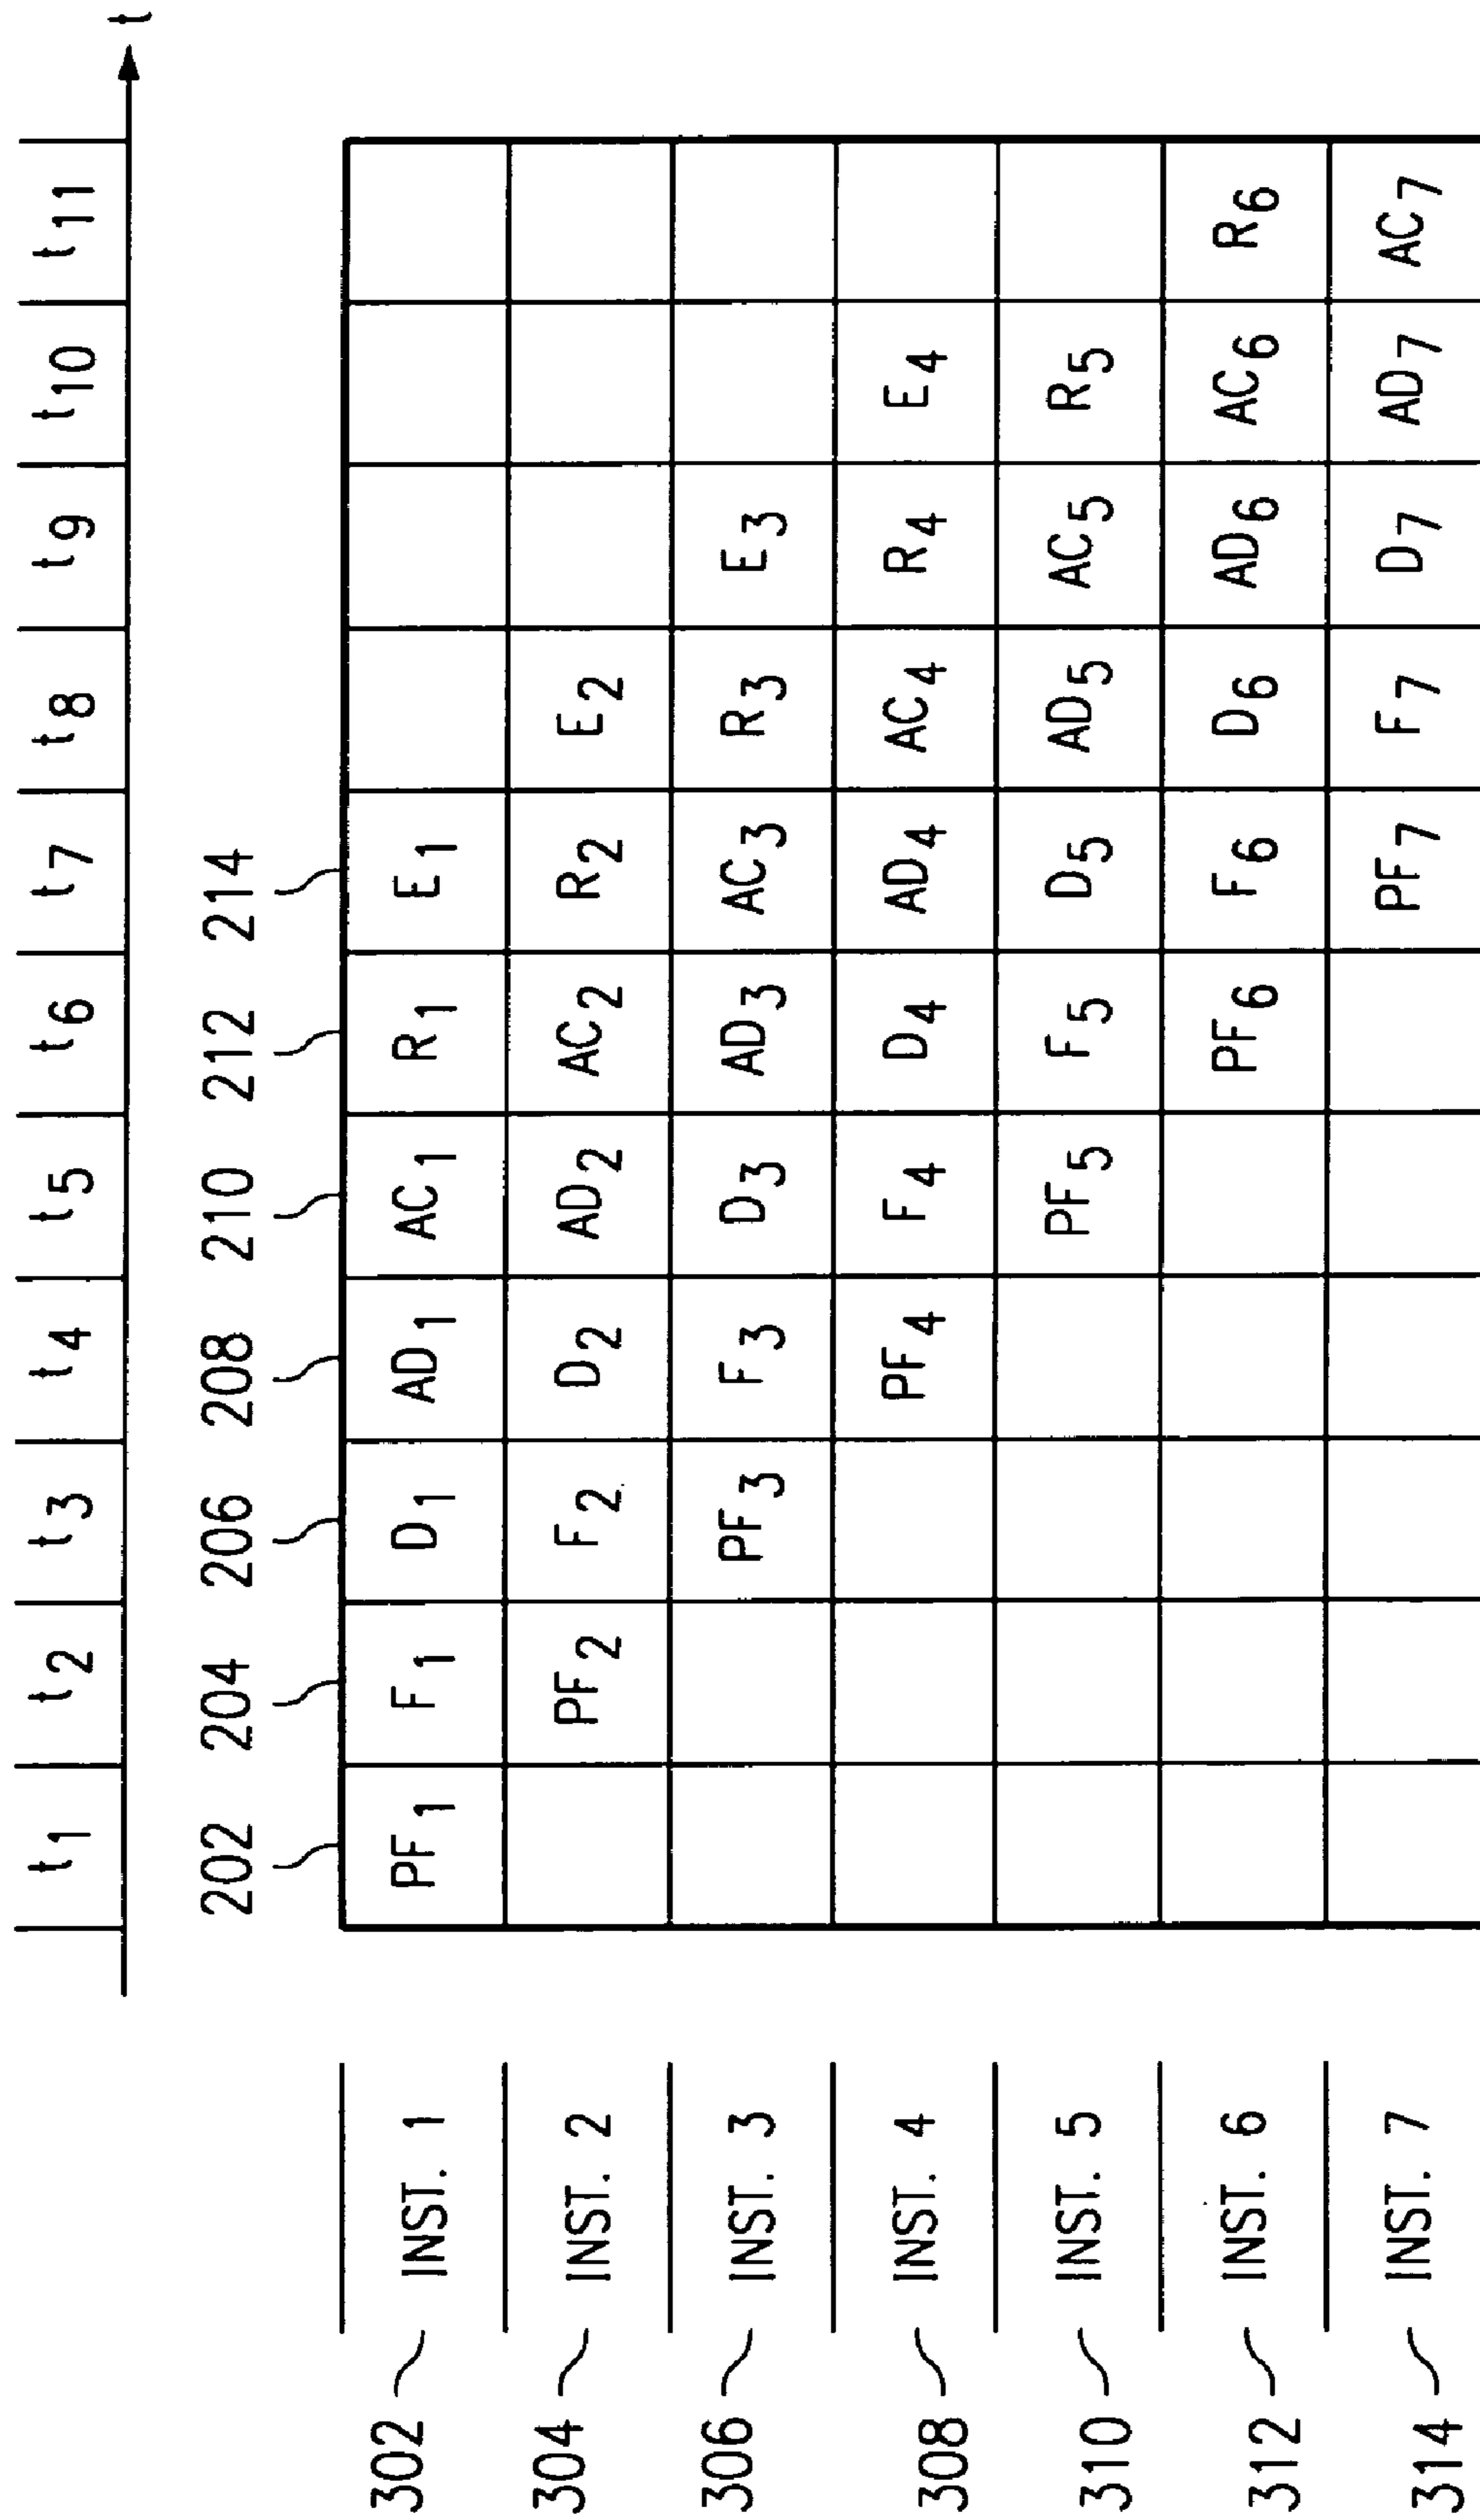 t1 t2 t3 t4 t5 t6 t7 t8 t9 t10 t11 t
202 204 206 208 210 212 214
302 INST. 1 PF1 F1 D1 AD1 AC1 R1 E1
304 INST. 2 PF2 F2 D2 AD2 AC2 R2 E2
306 INST. 3 PF3 F3 D3 AD3 AC3 R3 E3
308 INST. 4 PF4 F4 D4 AD4 AC4 R4 E4
310 INST. 5 PF5 F5 D5 AD5 AC5 R5
312 INST. 6 PF6 F6 D6 AD6 AC6 R6
314 INST. 7 PF7 F7 D7 AD7 AC7